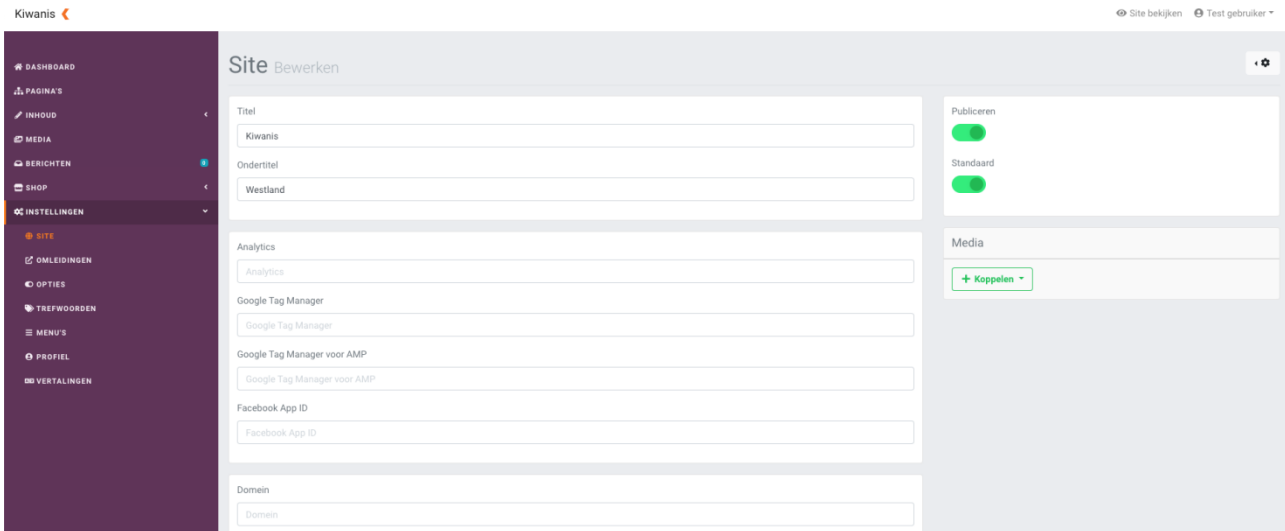 Kiwanis
Site bekijken
Test gebruiker
DASHBOARD
PAGINA'S
INHOUD
MEDIA
BERICHTEN 0
SHOP
INSTELLINGEN
SITE
OMLEIDINGEN
OPTIES
TREFWOORDEN
MENU'S
PROFIEL
VERTALINGEN
Site Bewerken
Titel
Kiwanis
Ondertitel
Westland
Analytics
Analytics
Google Tag Manager
Google Tag Manager
Google Tag Manager voor AMP
Google Tag Manager voor AMP
Facebook App ID
Facebook App ID
Domein
Domein
Publiceren
Standaard
Media
+ Koppelen